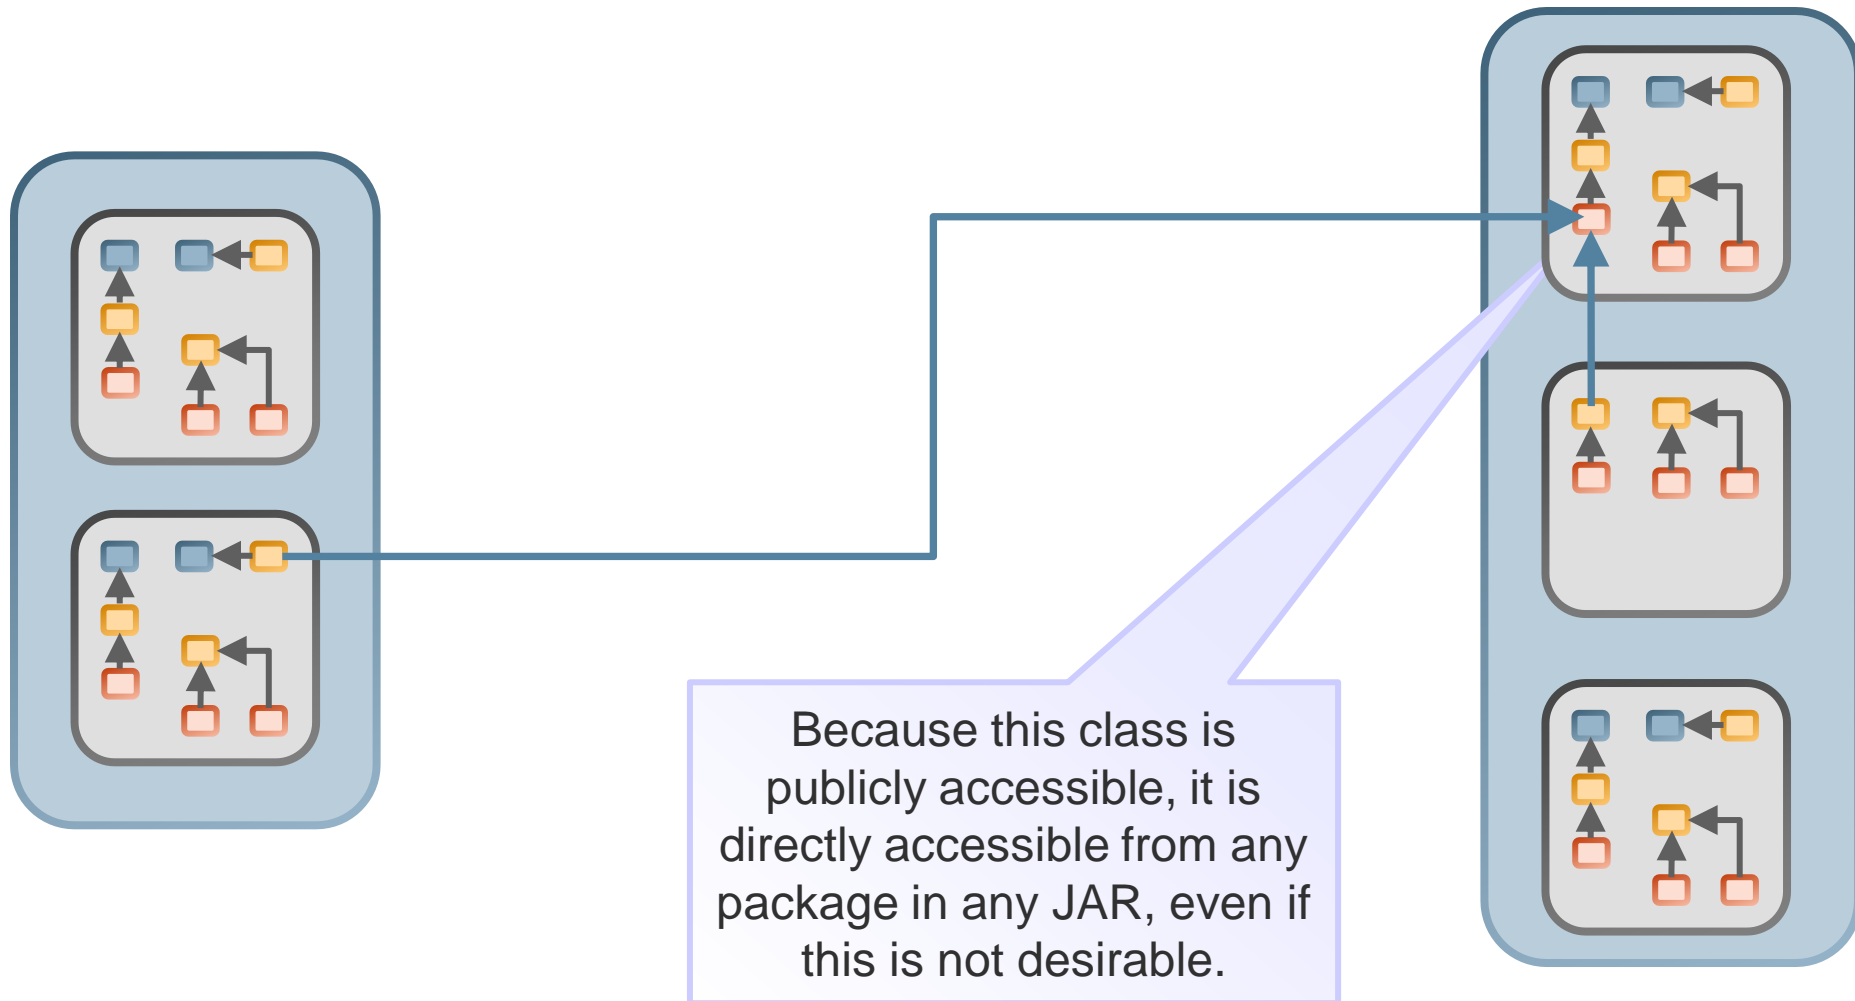 Because this class is
publicly accessible, it is
directly accessible from any
package in any JAR, even if
this is not desirable.